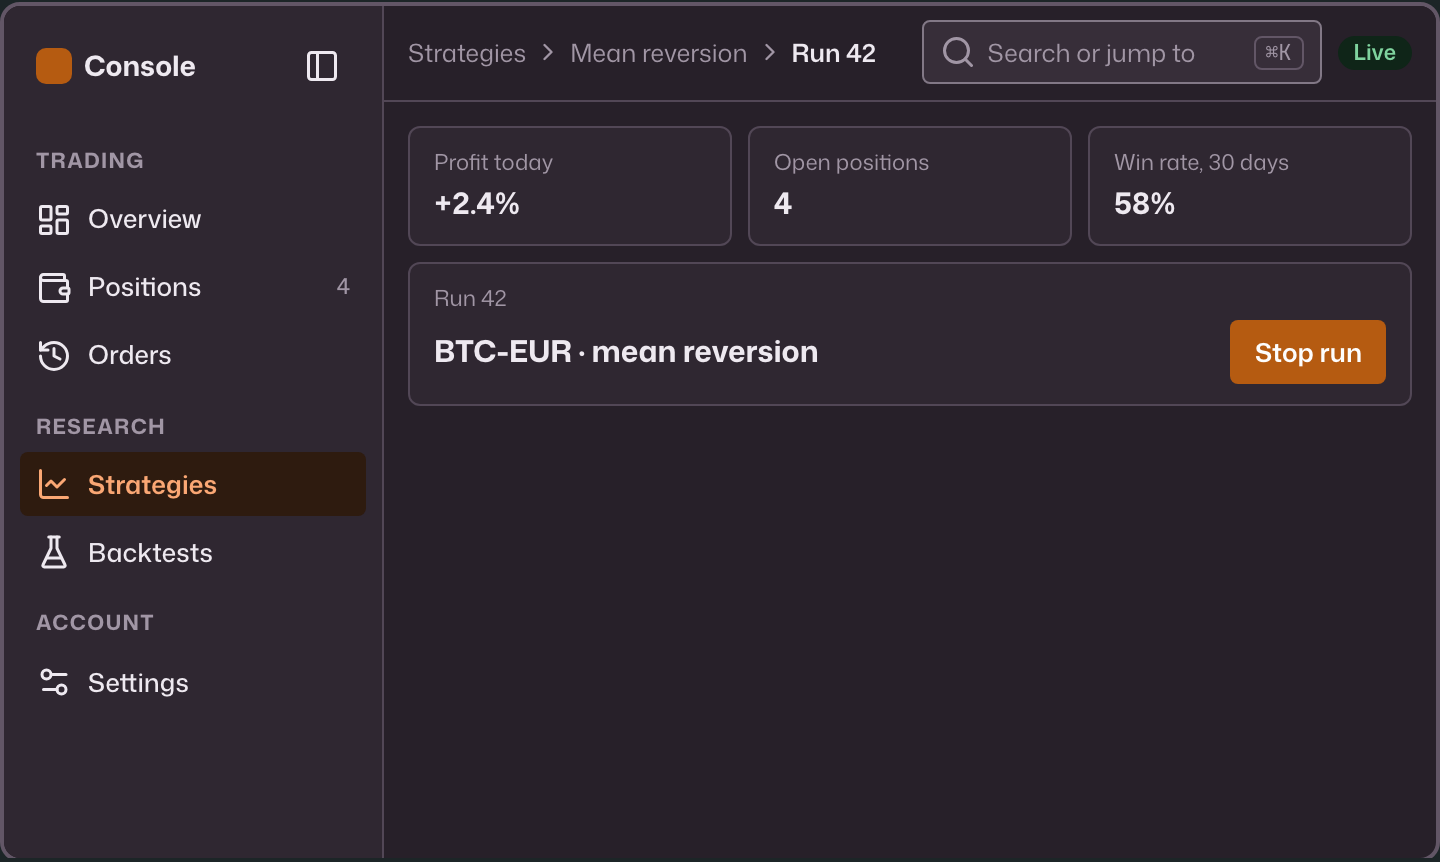 Console
TRADING
Overview
Positions 4
Orders
RESEARCH
Strategies
Backtests
ACCOUNT
Settings
Strategies Mean reversion Run 42
Search or jump to ⌘K
Live
Profit today
+2.4%
Open positions
4
Win rate, 30 days
58%
Run 42
BTC-EUR · mean reversion
Stop run